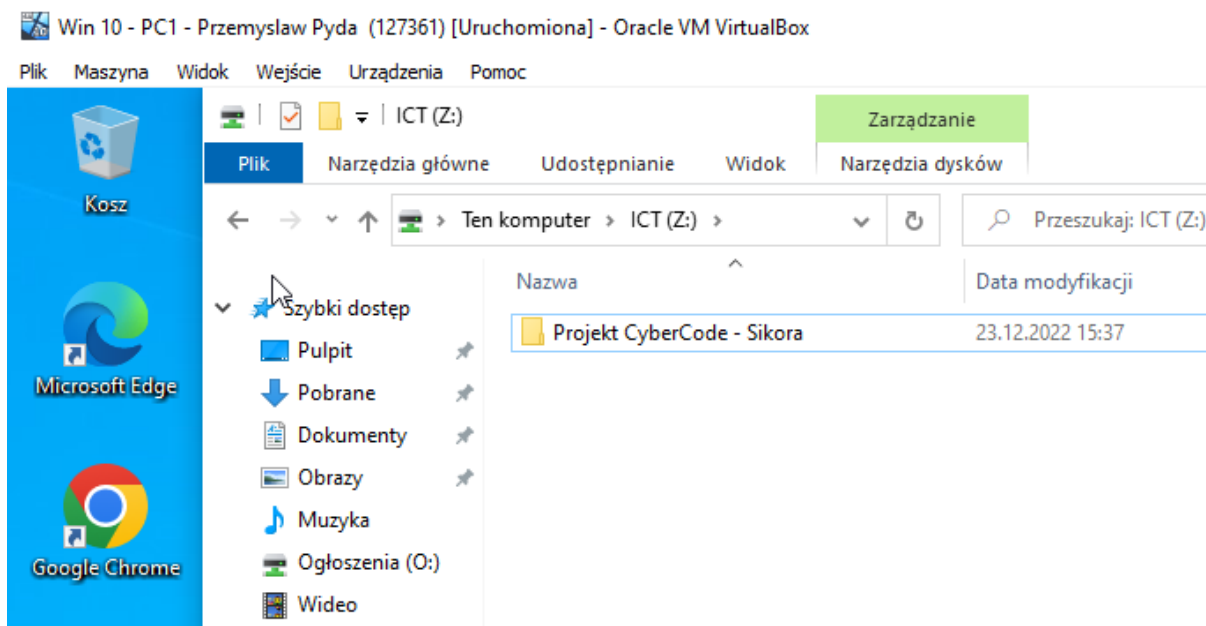 Win 10 - PC1 - Przemyslaw Pyda (127361) [Uruchomiona] - Oracle VM VirtualBox
Plik Maszyna Widok Wejście Urządzenia Pomoc
ICT (Z:)
Zarządzanie
Plik Narzędzia główne Udostępnianie Widok Narzędzia dysków
Ten komputer › ICT (Z:) ›
Przeszukaj: ICT (Z:)
Nazwa Data modyfikacji
Projekt CyberCode - Sikora 23.12.2022 15:37
Szybki dostęp
Pulpit
Pobrane
Dokumenty
Obrazy
Muzyka
Ogłoszenia (O:)
Wideo
Kosz
Microsoft Edge
Google Chrome